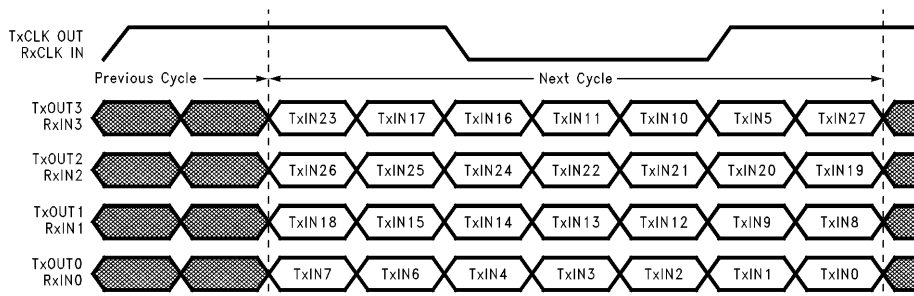 TxCLK OUT
RxCLK IN
Previous Cycle
Next Cycle
TxOUT3
RxIN3
TxIN23 TxIN17 TxIN16 TxIN11 TxIN10 TxIN5 TxIN27
TxOUT2
RxIN2
TxIN26 TxIN25 TxIN24 TxIN22 TxIN21 TxIN20 TxIN19
TxOUT1
RxIN1
TxIN18 TxIN15 TxIN14 TxIN13 TxIN12 TxIN9 TxIN8
TxOUT0
RxIN0
TxIN7 TxIN6 TxIN4 TxIN3 TxIN2 TxIN1 TxIN0